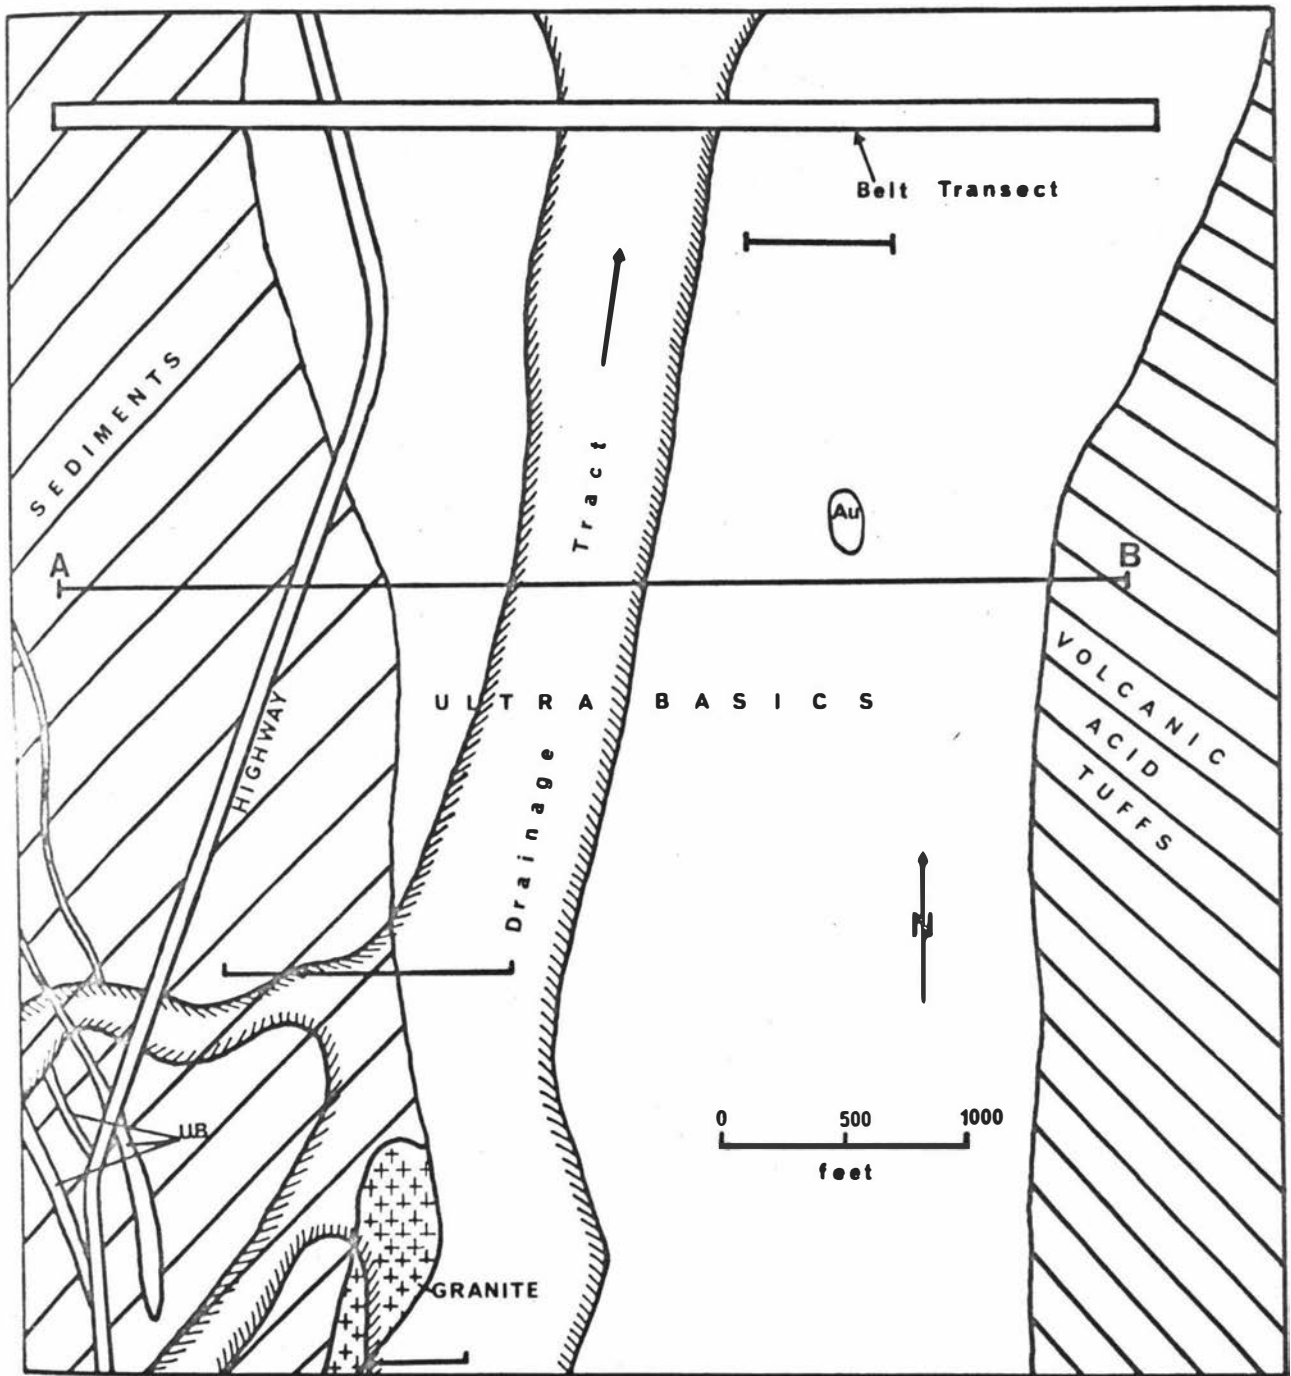 Belt Transect
SEDIMENTS
Tract
Au
A
B
ULTRA BASICS
VOLCANIC
ACID
TUFFS
HIGHWAY
Drainage
N
0 500 1000
feet
UB
GRANITE